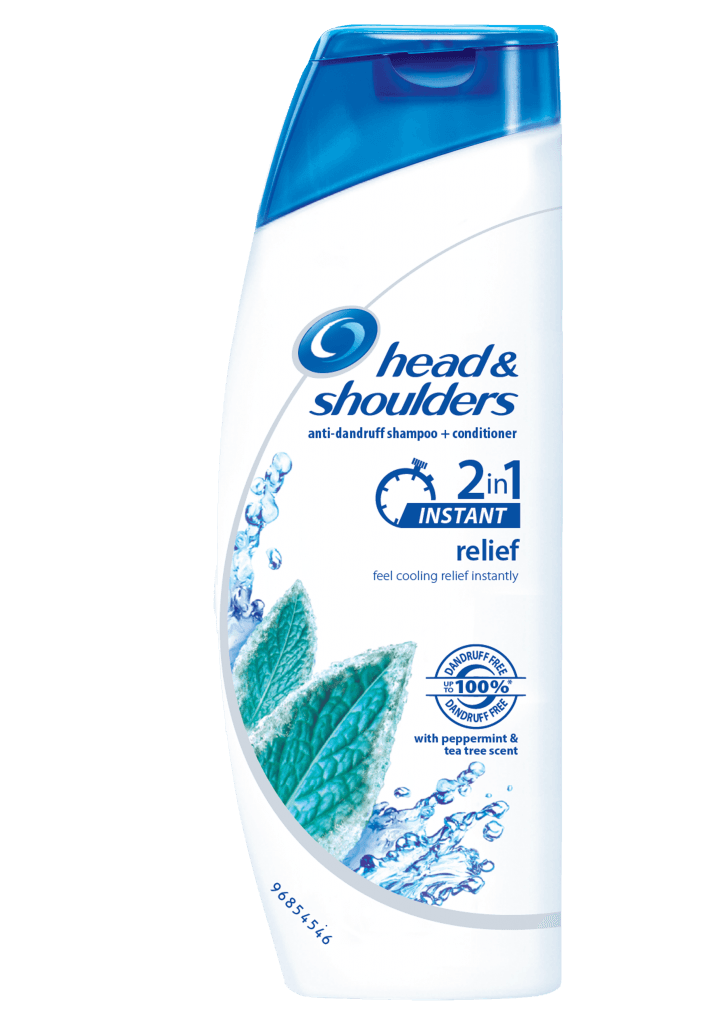 head &
shoulders
anti-dandruff shampoo + conditioner
2in1
INSTANT
relief
feel cooling relief instantly
DANDRUFF FREE
UP TO 100%*
DANDRUFF FREE
with peppermint &
tea tree scent
96854546